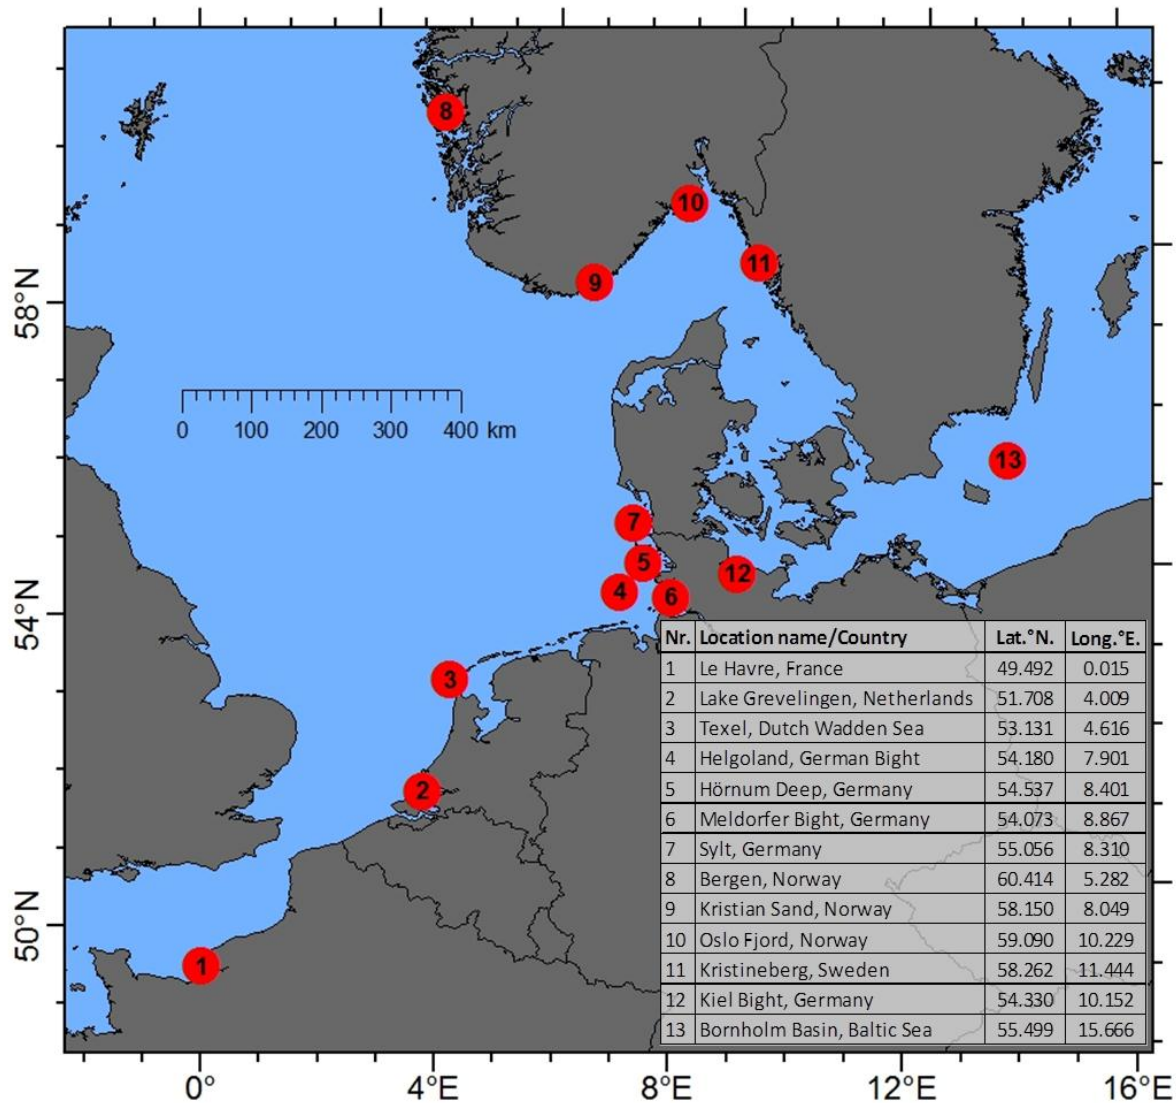 8
10
11
9
58°N
0 100 200 300 400 km
13
7
5
12
4
6
54°N
3
2
50°N
1
Nr. Location name/Country Lat.°N. Long.°E.
1 Le Havre, France 49.492 0.015
2 Lake Grevelingen, Netherlands 51.708 4.009
3 Texel, Dutch Wadden Sea 53.131 4.616
4 Helgoland, German Bight 54.180 7.901
5 Hörnum Deep, Germany 54.537 8.401
6 Meldorfer Bight, Germany 54.073 8.867
7 Sylt, Germany 55.056 8.310
8 Bergen, Norway 60.414 5.282
9 Kristian Sand, Norway 58.150 8.049
10 Oslo Fjord, Norway 59.090 10.229
11 Kristineberg, Sweden 58.262 11.444
12 Kiel Bight, Germany 54.330 10.152
13 Bornholm Basin, Baltic Sea 55.499 15.666
0° 4°E 8°E 12°E 16°E